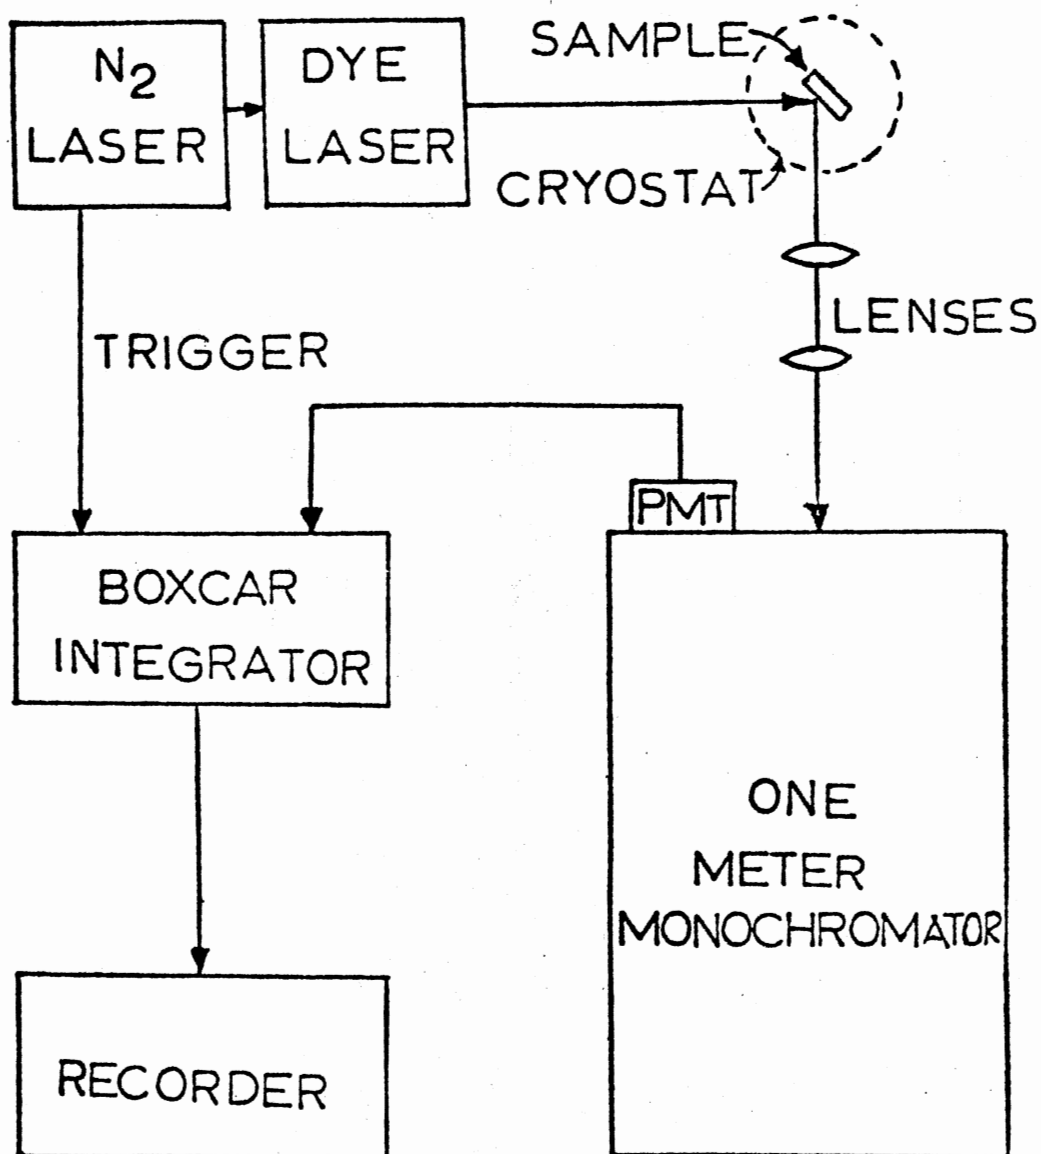 N2
LASER
DYE
LASER
SAMPLE
CRYOSTAT
LENSES
TRIGGER
PMT
BOXCAR
INTEGRATOR
ONE
METER
MONOCHROMATOR
RECORDER